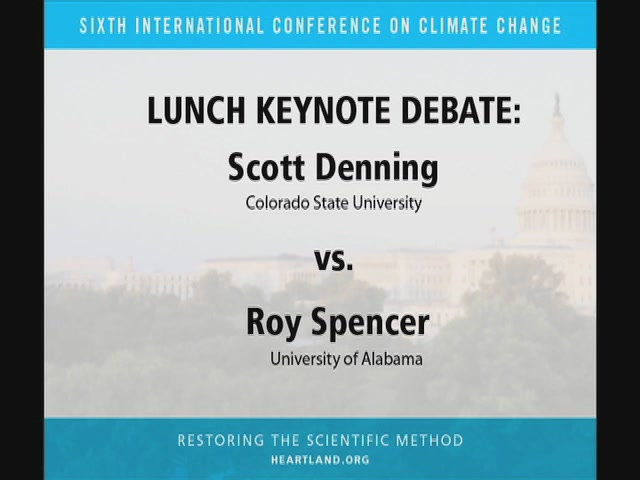 SIXTH INTERNATIONAL CONFERENCE ON CLIMATE CHANGE
LUNCH KEYNOTE DEBATE:
Scott Denning
Colorado State University
vs.
Roy Spencer
University of Alabama
RESTORING THE SCIENTIFIC METHOD
HEARTLAND.ORG